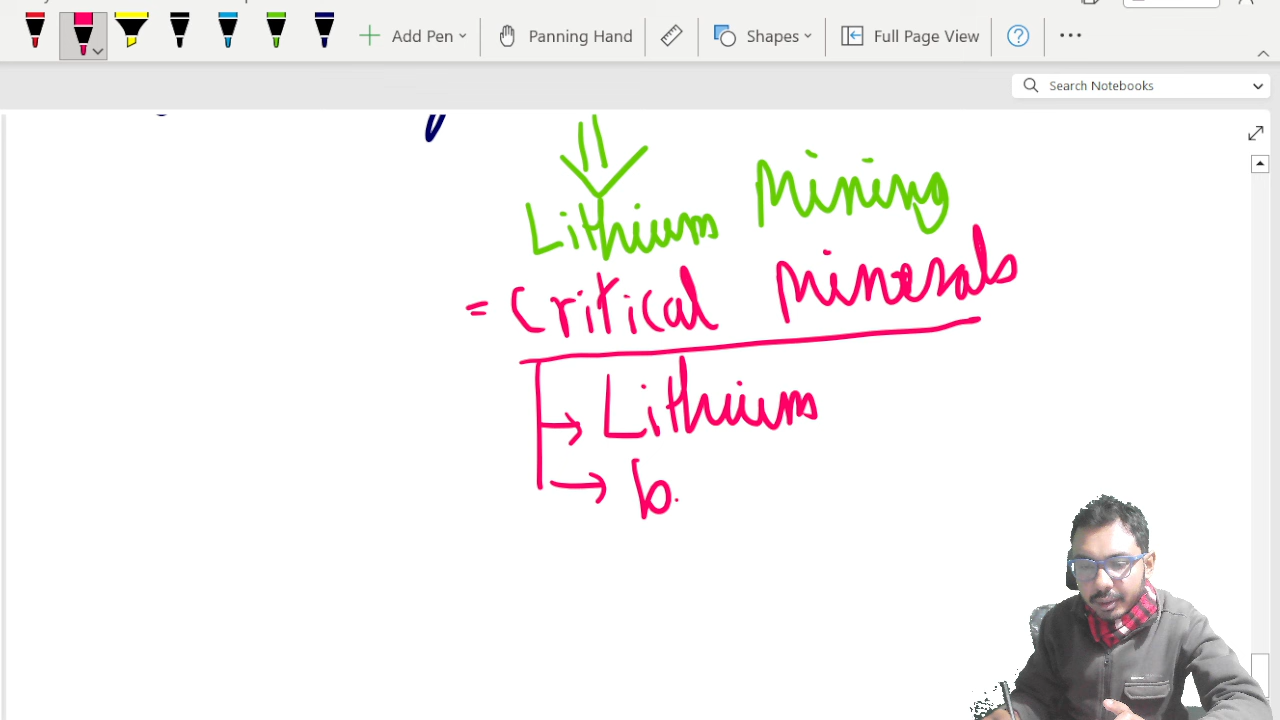 Add Pen
Panning Hand
Shapes
Full Page View
Search Notebooks
Lithium Mining
= Critical Minerals
→ Lithium
→ b.